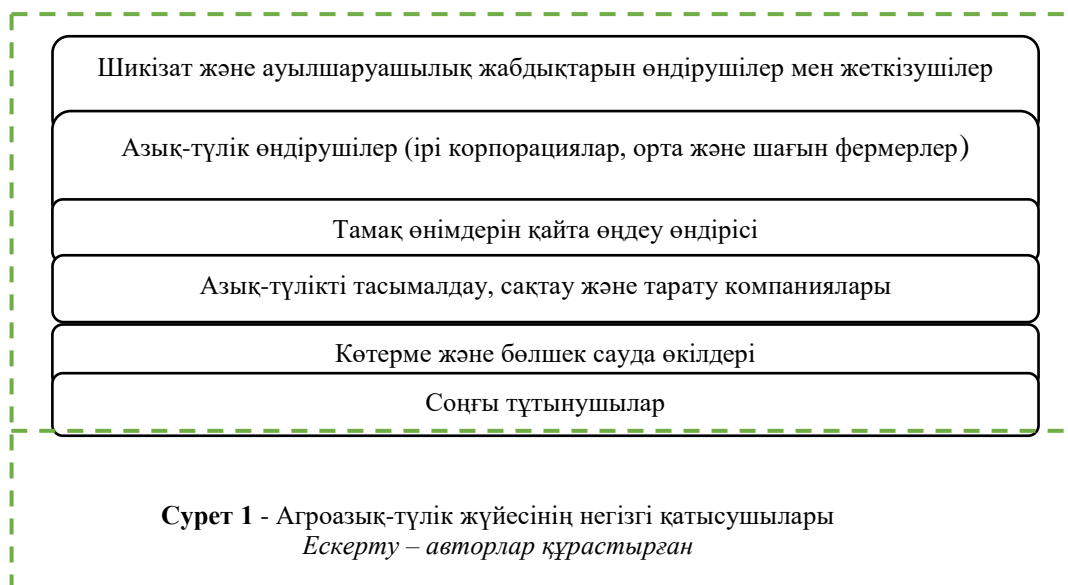 Шикізат және ауылшаруашылық жабдықтарын өндірушілер мен жеткізушілер
Азық-түлік өндірушілер (ірі корпорациялар, орта және шағын фермерлер)
Тамақ өнімдерін қайта өңдеу өндірісі
Азық-түлікті тасымалдау, сақтау және тарату компаниялары
Көтерме және бөлшек сауда өкілдері
Соңғы тұтынушылар
Сурет 1 - Агроазық-түлік жүйесінің негізгі қатысушылары
Ескерту – авторлар құрастырған